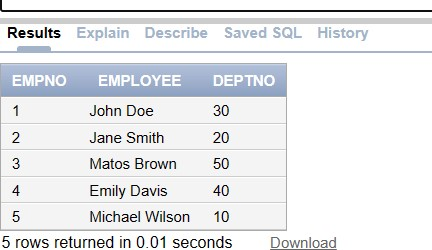 Results Explain Describe Saved SQL History
EMPNO EMPLOYEE DEPTNO
1 John Doe 30
2 Jane Smith 20
3 Matos Brown 50
4 Emily Davis 40
5 Michael Wilson 10
5 rows returned in 0.01 seconds Download